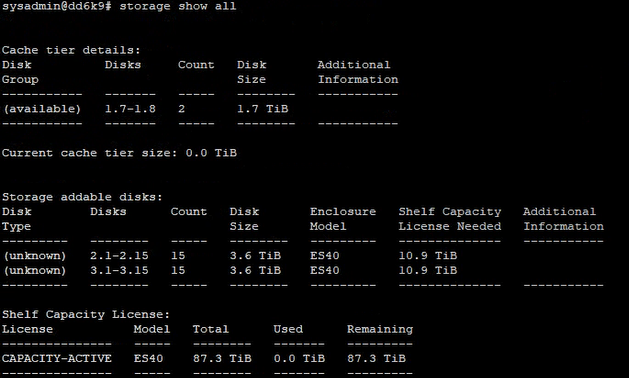 sysadmin@dd6k9# storage show all
Cache tier details:
Disk Disks Count Disk Additional
Group Size Information
----------- ------- ----- -------- -----------
(available) 1.7-1.8 2 1.7 TiB
----------- ------- ----- -------- -----------
Current cache tier size: 0.0 TiB
Storage addable disks:
Disk Disks Count Disk Enclosure Shelf Capacity Additional
Type Size Model License Needed Information
--------- -------- ----- -------- --------- -------------- -----------
(unknown) 2.1-2.15 15 3.6 TiB ES40 10.9 TiB
(unknown) 3.1-3.15 15 3.6 TiB ES40 10.9 TiB
--------- -------- ----- -------- --------- -------------- -----------
Shelf Capacity License:
License Model Total Used Remaining
--------------- ----- -------- ------- ---------
CAPACITY-ACTIVE ES40 87.3 TiB 0.0 TiB 87.3 TiB
--------------- ----- -------- ------- ---------